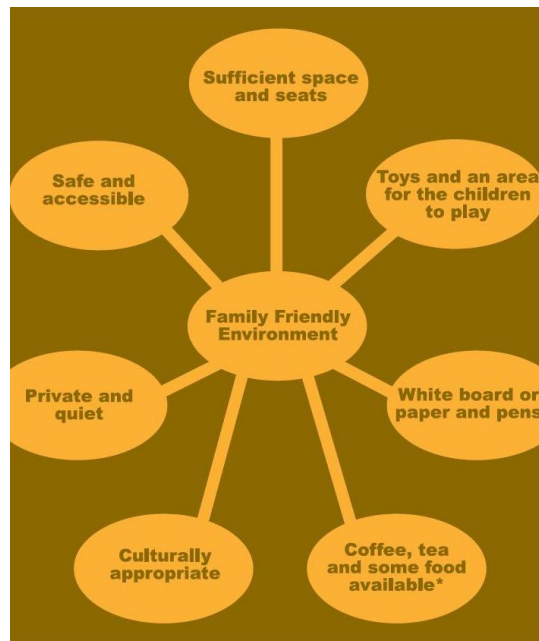 Sufficient space
and seats
Safe and
accessible
Toys and an area
for the children
to play
Family Friendly
Environment
Private and
quiet
White board or
paper and pens
Culturally
appropriate
Coffee, tea
and some food
available*